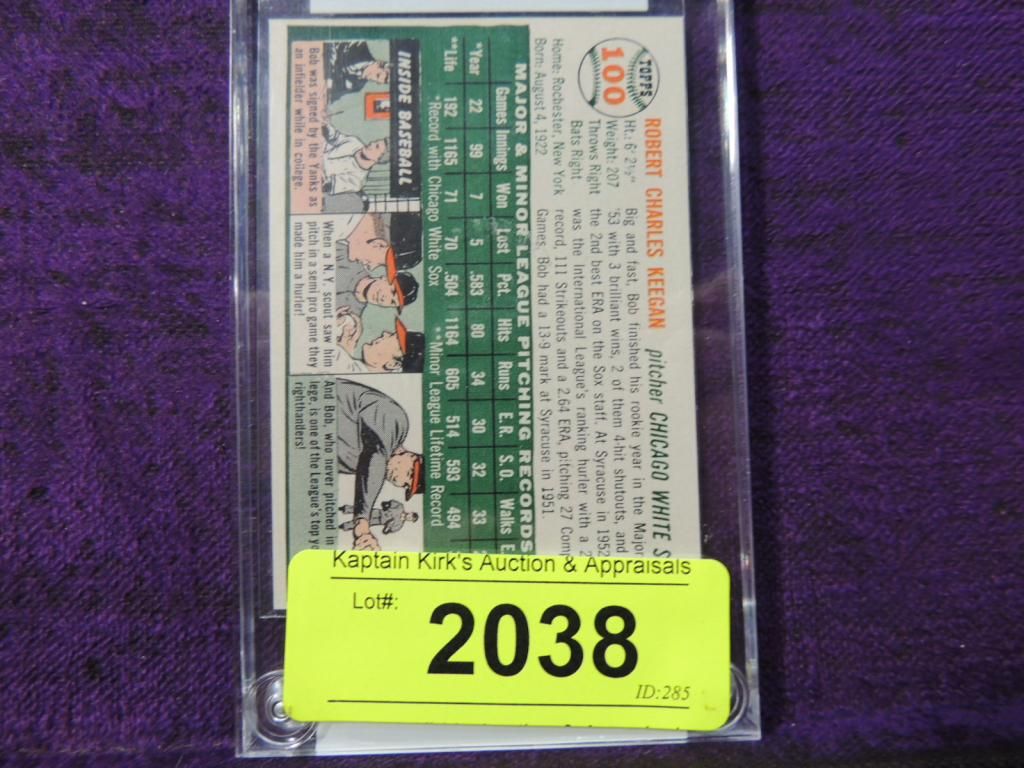 TOPPS
100
ROBERT CHARLES KEEGAN pitcher CHICAGO WHITE S
Ht.: 6' 2½"
Weight: 207
Throws Right
Bats Right
Home: Rochester, New York
Born: August 4, 1922
Big and fast, Bob finished his rookie year in the Major
'53 with 3 brilliant wins, 2 of them 4-hit shutouts, and
the 2nd best ERA on the Sox staff. At Syracuse in 1952
was the International League's ranking hurler with a 2
record, 111 Strikeouts and a 2.64 ERA, pitching 27 Comp
Games. Bob had a 13-9 mark at Syracuse in 1951.
MAJOR & MINOR LEAGUE PITCHING RECORDS
Games Innings Won Lost Pct. Hits Runs E.R. S.O. Walks E.
*Year 22 99 7 5 .583 80 34 30 32 33
**Life 192 1165 71 70 .504 1164 605 514 593 494
*Record with Chicago White Sox **Minor League Lifetime Record
INSIDE BASEBALL
Bob was signed by the Yanks as
an infielder while in college.
When a N.Y. scout saw him
pitch in a semi pro game they
made him a hurler!
And Bob, who never pitched in
lege, is one of the League's top yo
righthanders!
Kaptain Kirk's Auction & Appraisals
Lot#:
2038
ID:285